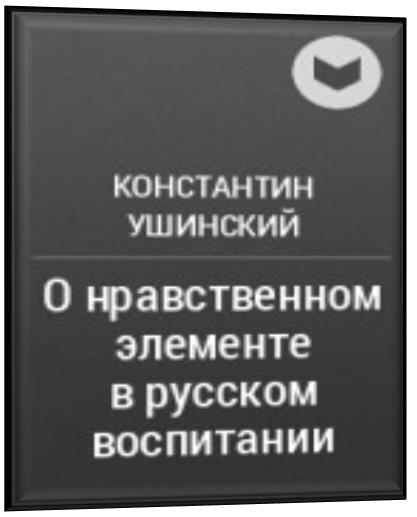 КОНСТАНТИН
УШИНСКИЙ
О нравственном
элементе
в русском
воспитании